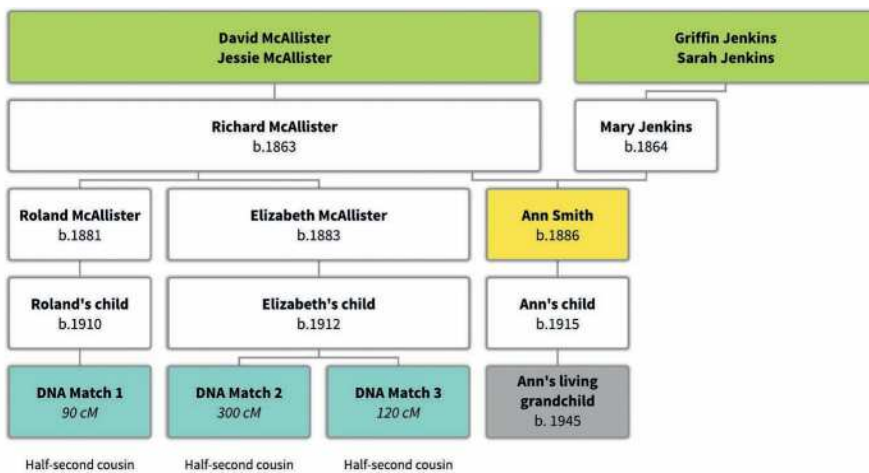 David McAllister
Jessie McAllister
Griffin Jenkins
Sarah Jenkins
Richard McAllister
b.1863
Mary Jenkins
b.1864
Roland McAllister
b.1881
Elizabeth McAllister
b.1883
Ann Smith
b.1886
Roland's child
b.1910
Elizabeth's child
b.1912
Ann's child
b.1915
DNA Match 1
90 cM
DNA Match 2
300 cM
DNA Match 3
120 cM
Ann's living
grandchild
b. 1945
Half-second cousin
Half-second cousin
Half-second cousin